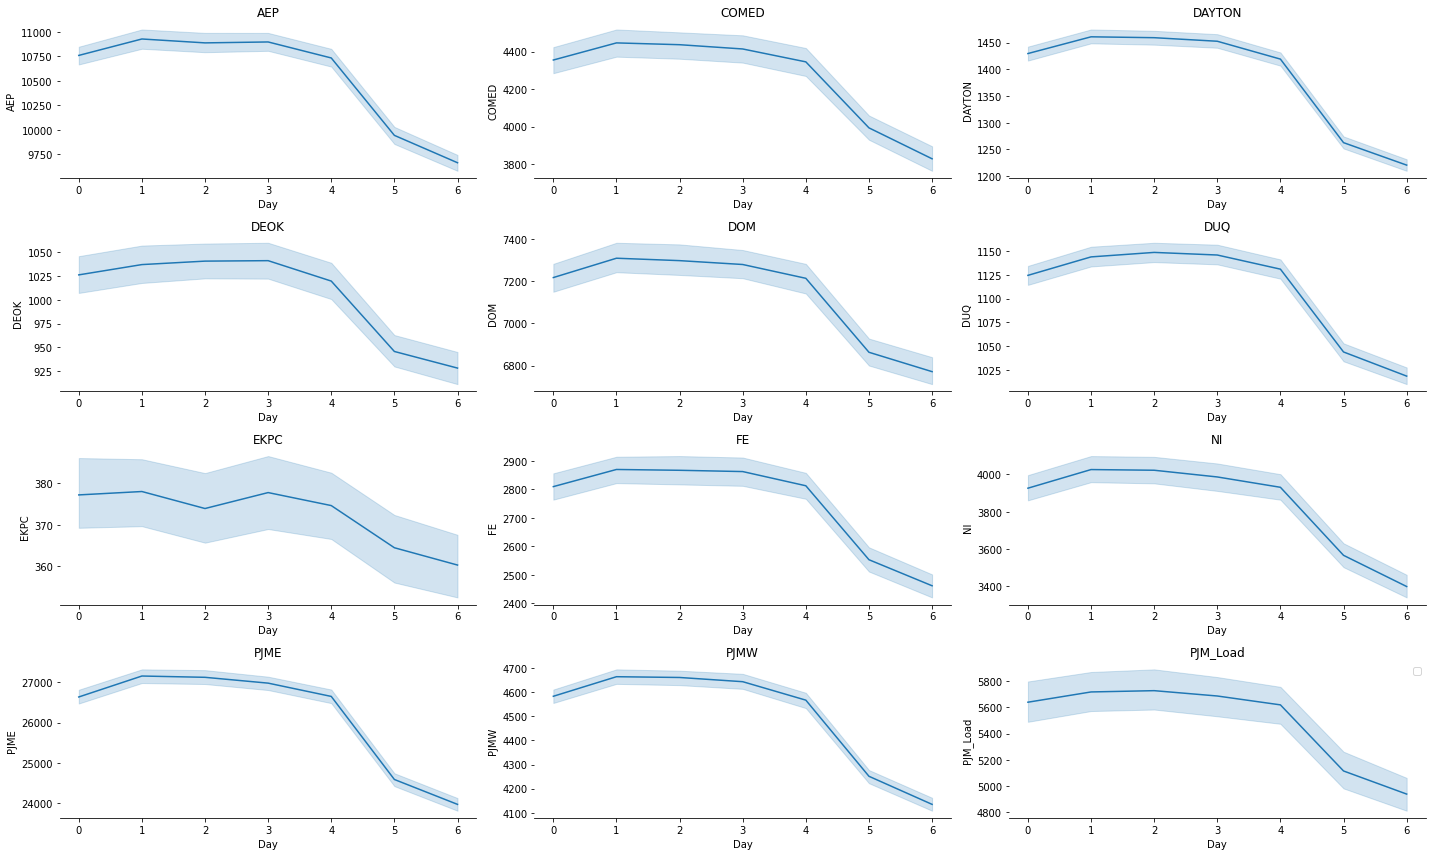 AEP
COMED
DAYTON
11000
10750
10500
10250
10000
9750
AEP
0 1 2 3 4 5 6
Day
4400
4200
4000
3800
COMED
0 1 2 3 4 5 6
Day
1450
1400
1350
1300
1250
1200
DAYTON
0 1 2 3 4 5 6
Day
DEOK
DOM
DUQ
1050
1025
1000
975
950
925
DEOK
0 1 2 3 4 5 6
Day
7400
7200
7000
6800
DOM
0 1 2 3 4 5 6
Day
1150
1125
1100
1075
1050
1025
DUQ
0 1 2 3 4 5 6
Day
EKPC
FE
NI
380
370
360
EKPC
0 1 2 3 4 5 6
Day
2900
2800
2700
2600
2500
2400
FE
0 1 2 3 4 5 6
Day
4000
3800
3600
3400
NI
0 1 2 3 4 5 6
Day
PJME
PJMW
PJM_Load
27000
26000
25000
24000
PJME
0 1 2 3 4 5 6
Day
4700
4600
4500
4400
4300
4200
4100
PJMW
0 1 2 3 4 5 6
Day
5800
5600
5400
5200
5000
4800
PJM_Load
0 1 2 3 4 5 6
Day